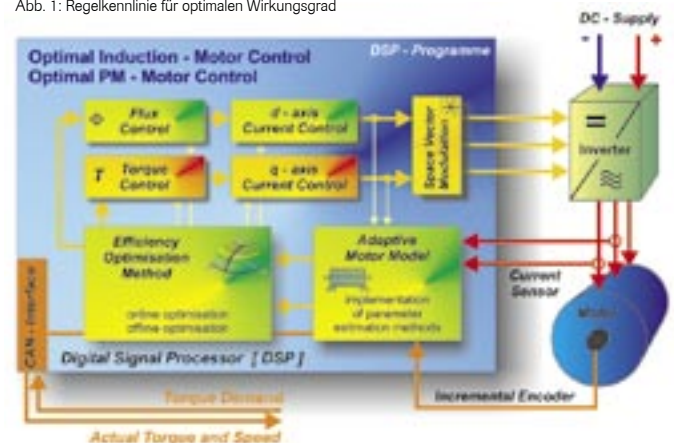 Abb. 1: Regelkennlinie für optimalen Wirkungsgrad
DC - Supply
- +
Optimal Induction - Motor Control
Optimal PM - Motor Control
DSP - Programme
Φ
Flux
Control
d - axis
Current Control
T
Torque
Control
q - axis
Current Control
Space Vector
Modulation
=
Inverter
Efficiency
Optimisation
Method
online optimisation
offline optimisation
Adaptive
Motor Model
implementation
of parameter
estimation methods
Current
Sensor
Motor
CAN - Interface
Digital Signal Processor [ DSP ]
Torque Demand
Incremental Encoder
Actual Torque and Speed